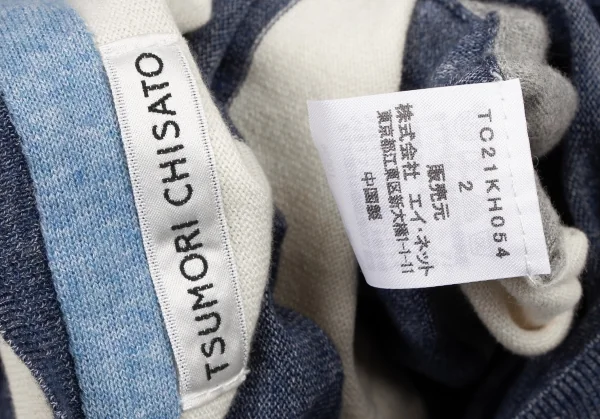 TSUMORI CHISATO
TC21KH054
2
販売元
株式会社 エイ・ネット
東京都江東区新大橋1-1-11
中国製